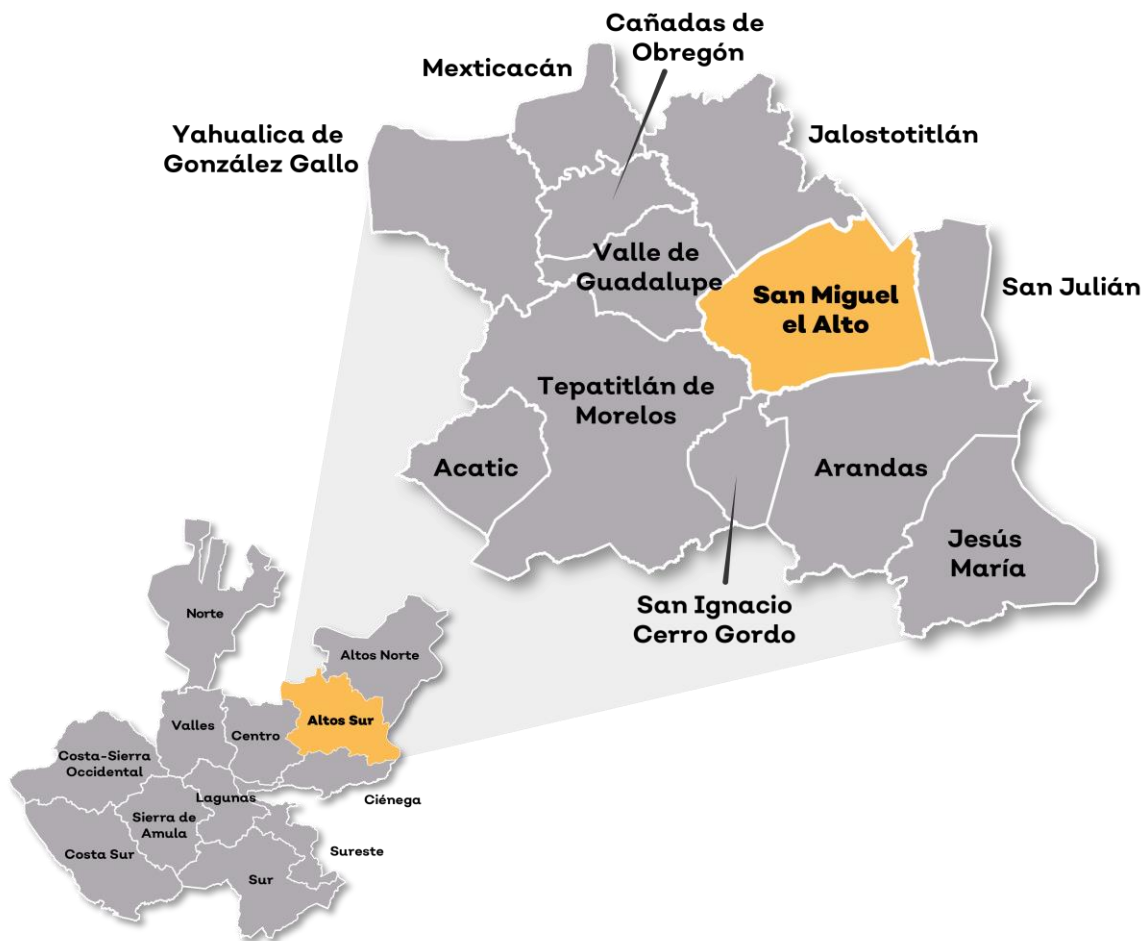 Cañadas de
Obregón
Mexticacán
Yahualica de
González Gallo
Jalostotitlán
Valle de
Guadalupe
San Miguel
el Alto
San Julián
Tepatitlán de
Morelos
Acatic
Arandas
Jesús
María
San Ignacio
Cerro Gordo
Norte
Altos Norte
Altos Sur
Valles
Centro
Costa-Sierra
Occidental
Lagunas
Ciénega
Sierra de
Amula
Costa Sur
Sureste
Sur